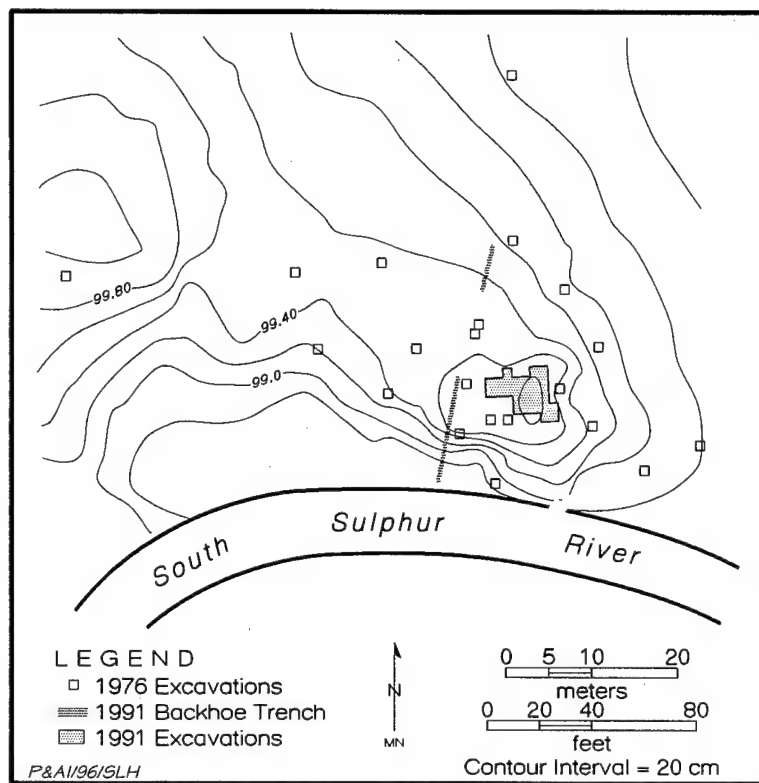 99.80
99.40
99.0
South Sulphur River
LEGEND
1976 Excavations
1991 Backhoe Trench
1991 Excavations
N
MN
0 5 10 20
meters
0 20 40 80
feet
Contour Interval = 20 cm
P&AI/96/SLH